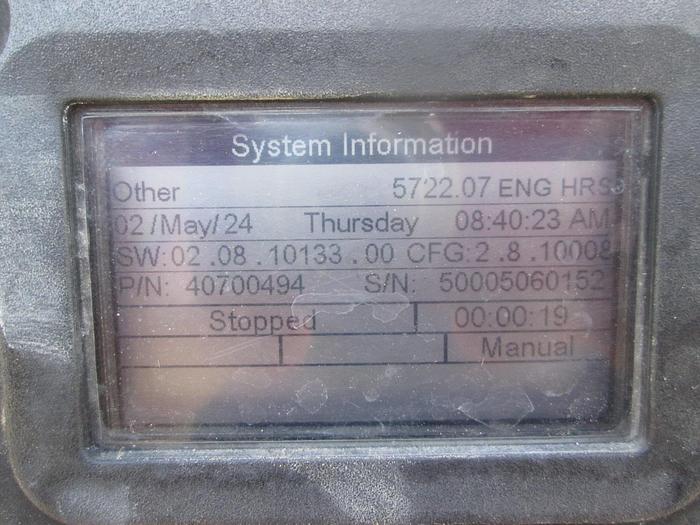 System Information
Other 5722.07 ENG HRS
02/May/24 Thursday 08:40:23 AM
SW:02.08.10133.00 CFG:2.8.10008
P/N: 40700494 S/N: 50005060152
Stopped 00:00:19
Manual